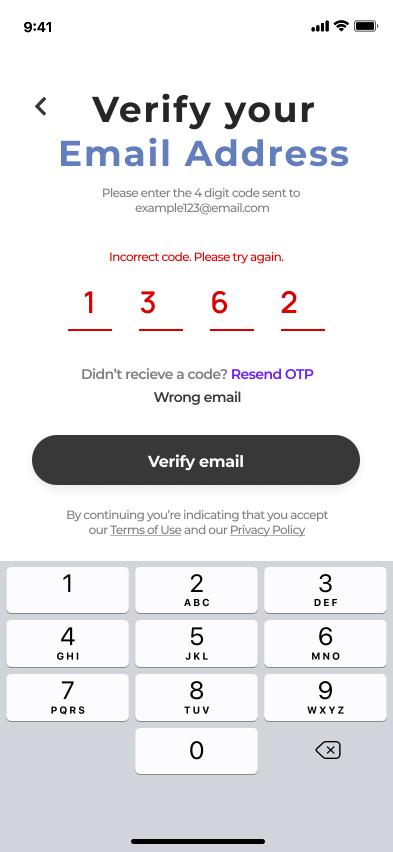 9:41
Verify your
Email Address
Please enter the 4 digit code sent to
example123@email.com
Incorrect code. Please try again.
1 3 6 2
Didn’t recieve a code? Resend OTP
Wrong email
Verify email
By continuing you’re indicating that you accept
our Terms of Use and our Privacy Policy
1 2 3
ABC DEF
4 5 6
GHI JKL MNO
7 8 9
PQRS TUV WXYZ
0